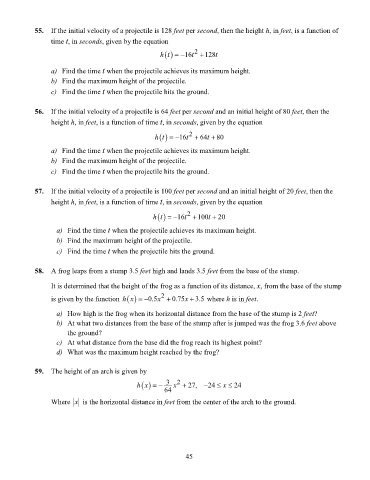 55. If the initial velocity of a projectile is 128 feet per second, then the height h, in feet, is a function of
time t, in seconds, given by the equation
h(t) = −16t² +128t
a) Find the time t when the projectile achieves its maximum height.
b) Find the maximum height of the projectile.
c) Find the time t when the projectile hits the ground.
56. If the initial velocity of a projectile is 64 feet per second and an initial height of 80 feet, then the
height h, in feet, is a function of time t, in seconds, given by the equation
h(t) = −16t² + 64t + 80
a) Find the time t when the projectile achieves its maximum height.
b) Find the maximum height of the projectile.
c) Find the time t when the projectile hits the ground.
57. If the initial velocity of a projectile is 100 feet per second and an initial height of 20 feet, then the
height h, in feet, is a function of time t, in seconds, given by the equation
h(t) = −16t² + 100t + 20
a) Find the time t when the projectile achieves its maximum height.
b) Find the maximum height of the projectile.
c) Find the time t when the projectile hits the ground.
58. A frog leaps from a stump 3.5 feet high and lands 3.5 feet from the base of the stump.
It is determined that the height of the frog as a function of its distance, x, from the base of the stump
is given by the function h(x) = −0.5x² + 0.75x + 3.5 where h is in feet.
a) How high is the frog when its horizontal distance from the base of the stump is 2 feet?
b) At what two distances from the base of the stump after is jumped was the frog 3.6 feet above
the ground?
c) At what distance from the base did the frog reach its highest point?
d) What was the maximum height reached by the frog?
59. The height of an arch is given by
h(x) = −3/64 x² + 27, −24 ≤ x ≤ 24
Where |x| is the horizontal distance in feet from the center of the arch to the ground.
45